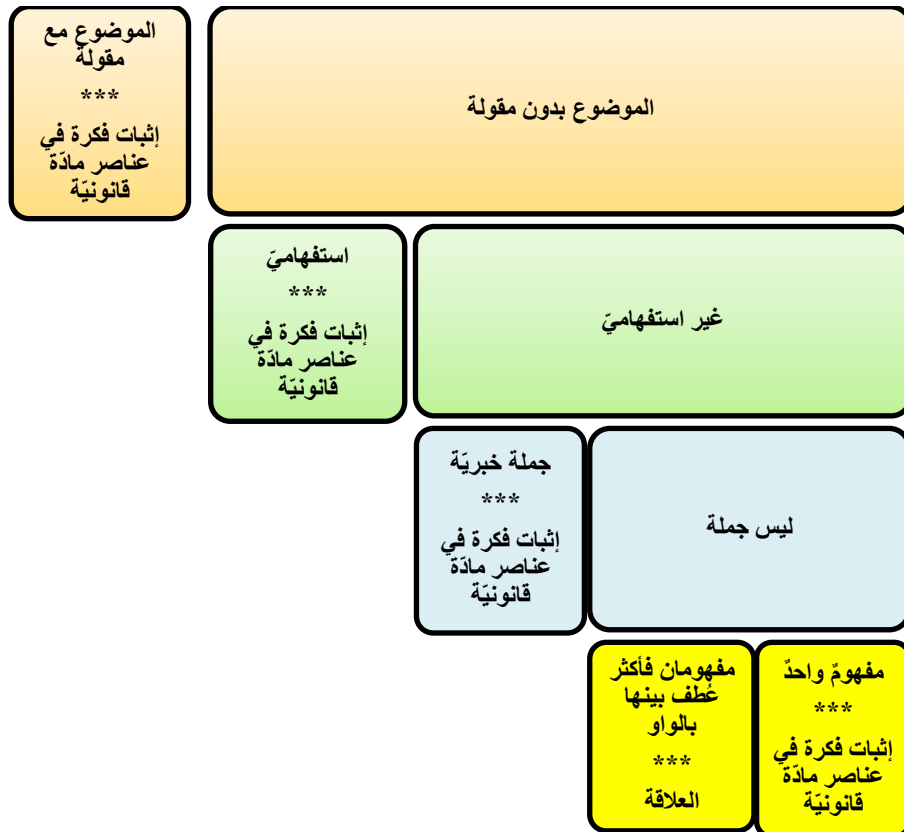 الموضوع بدون مقولة
الموضوع مع
مقولة
***
إثبات فكرة في
عناصر مادّة
قانونيّة
غير استفهاميّ
استفهاميّ
***
إثبات فكرة في
عناصر مادّة
قانونيّة
ليس جملة
جملة خبريّة
***
إثبات فكرة في
عناصر مادّة
قانونيّة
مفهومٌ واحدٌ
***
إثبات فكرة في
عناصر مادّة
قانونيّة
مفهومان فأكثر
عُطف بينها
بالواو
***
العلاقة